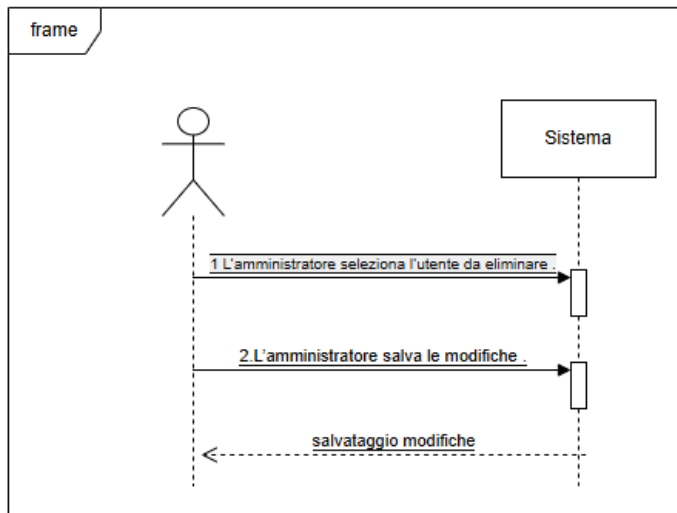 frame
Sistema
1 L'amministratore seleziona l'utente da eliminare .
2.L'amministratore salva le modifiche .
salvataggio modifiche